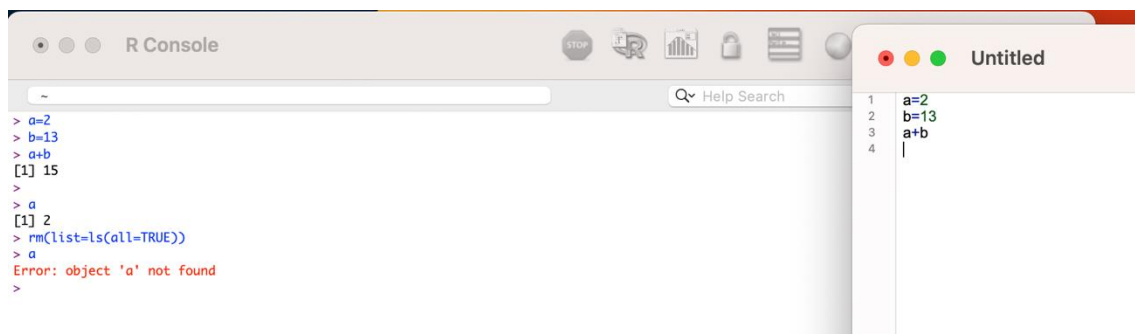 R Console
STOP
~
Help Search
> a=2
> b=13
> a+b
[1] 15
>
> a
[1] 2
> rm(list=ls(all=TRUE))
> a
Error: object 'a' not found
>
Untitled
1 a=2
2 b=13
3 a+b
4